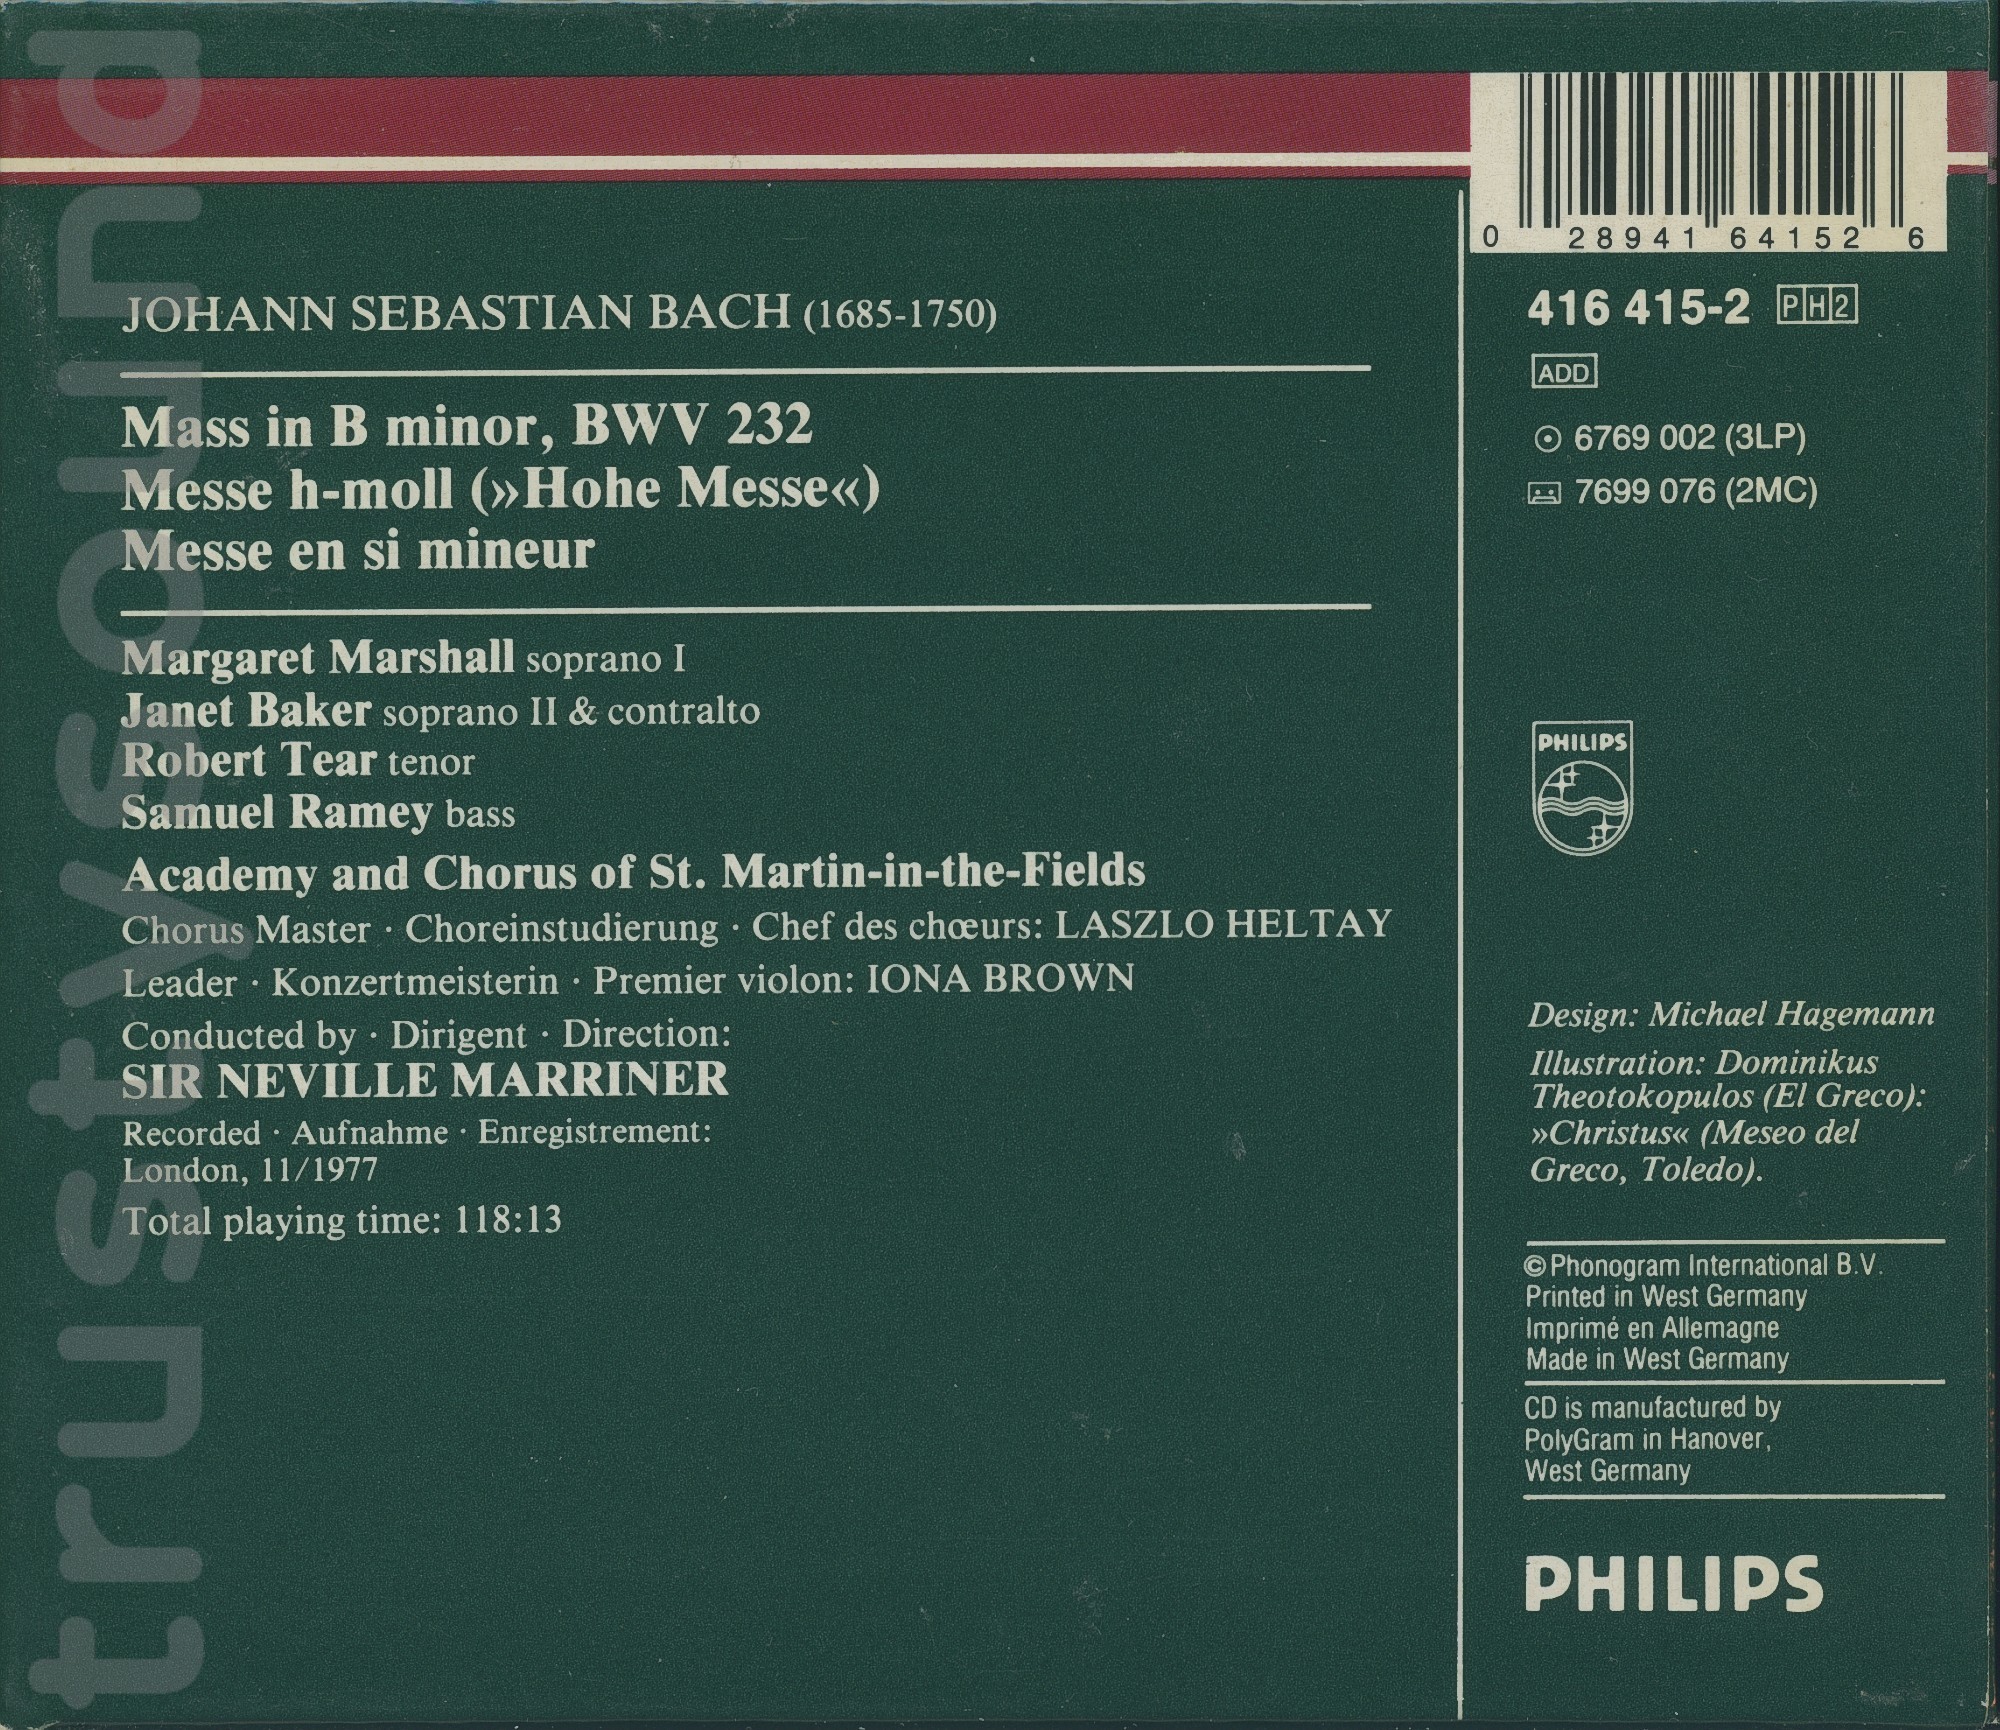 trustysound
JOHANN SEBASTIAN BACH (1685-1750)
Mass in B minor, BWV 232
Messe h-moll (»Hohe Messe«)
Messe en si mineur
Margaret Marshall soprano I
Janet Baker soprano II & contralto
Robert Tear tenor
Samuel Ramey bass
Academy and Chorus of St. Martin-in-the-Fields
Chorus Master · Choreinstudierung · Chef des chœurs: LASZLO HELTAY
Leader · Konzertmeisterin · Premier violon: IONA BROWN
Conducted by · Dirigent · Direction:
SIR NEVILLE MARRINER
Recorded · Aufnahme · Enregistrement:
London, 11/1977
Total playing time: 118:13
0 28941 64152 6
416 415-2 PH2
ADD
6769 002 (3LP)
7699 076 (2MC)
PHILIPS
Design: Michael Hagemann
Illustration: Dominikus
Theotokopulos (El Greco):
»Christus« (Meseo del
Greco, Toledo).
© Phonogram International B.V.
Printed in West Germany
Imprimé en Allemagne
Made in West Germany
CD is manufactured by
PolyGram in Hanover,
West Germany
PHILIPS